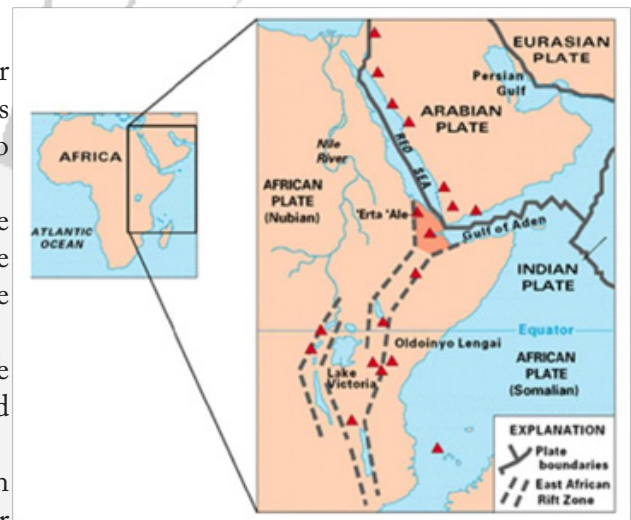 r
s
o
e
e
e
e
d
n
r
AFRICA
ATLANTIC
OCEAN
EURASIAN
PLATE
Persian
Gulf
ARABIAN
PLATE
RED SEA
Nile
River
AFRICAN
PLATE
(Nubian)
'Erta 'Ale
Gulf of Aden
INDIAN
PLATE
Equator
Oldoinyo Lengai
AFRICAN
PLATE
(Somalian)
Lake
Victoria
EXPLANATION
Plate
boundaries
East African
Rift Zone